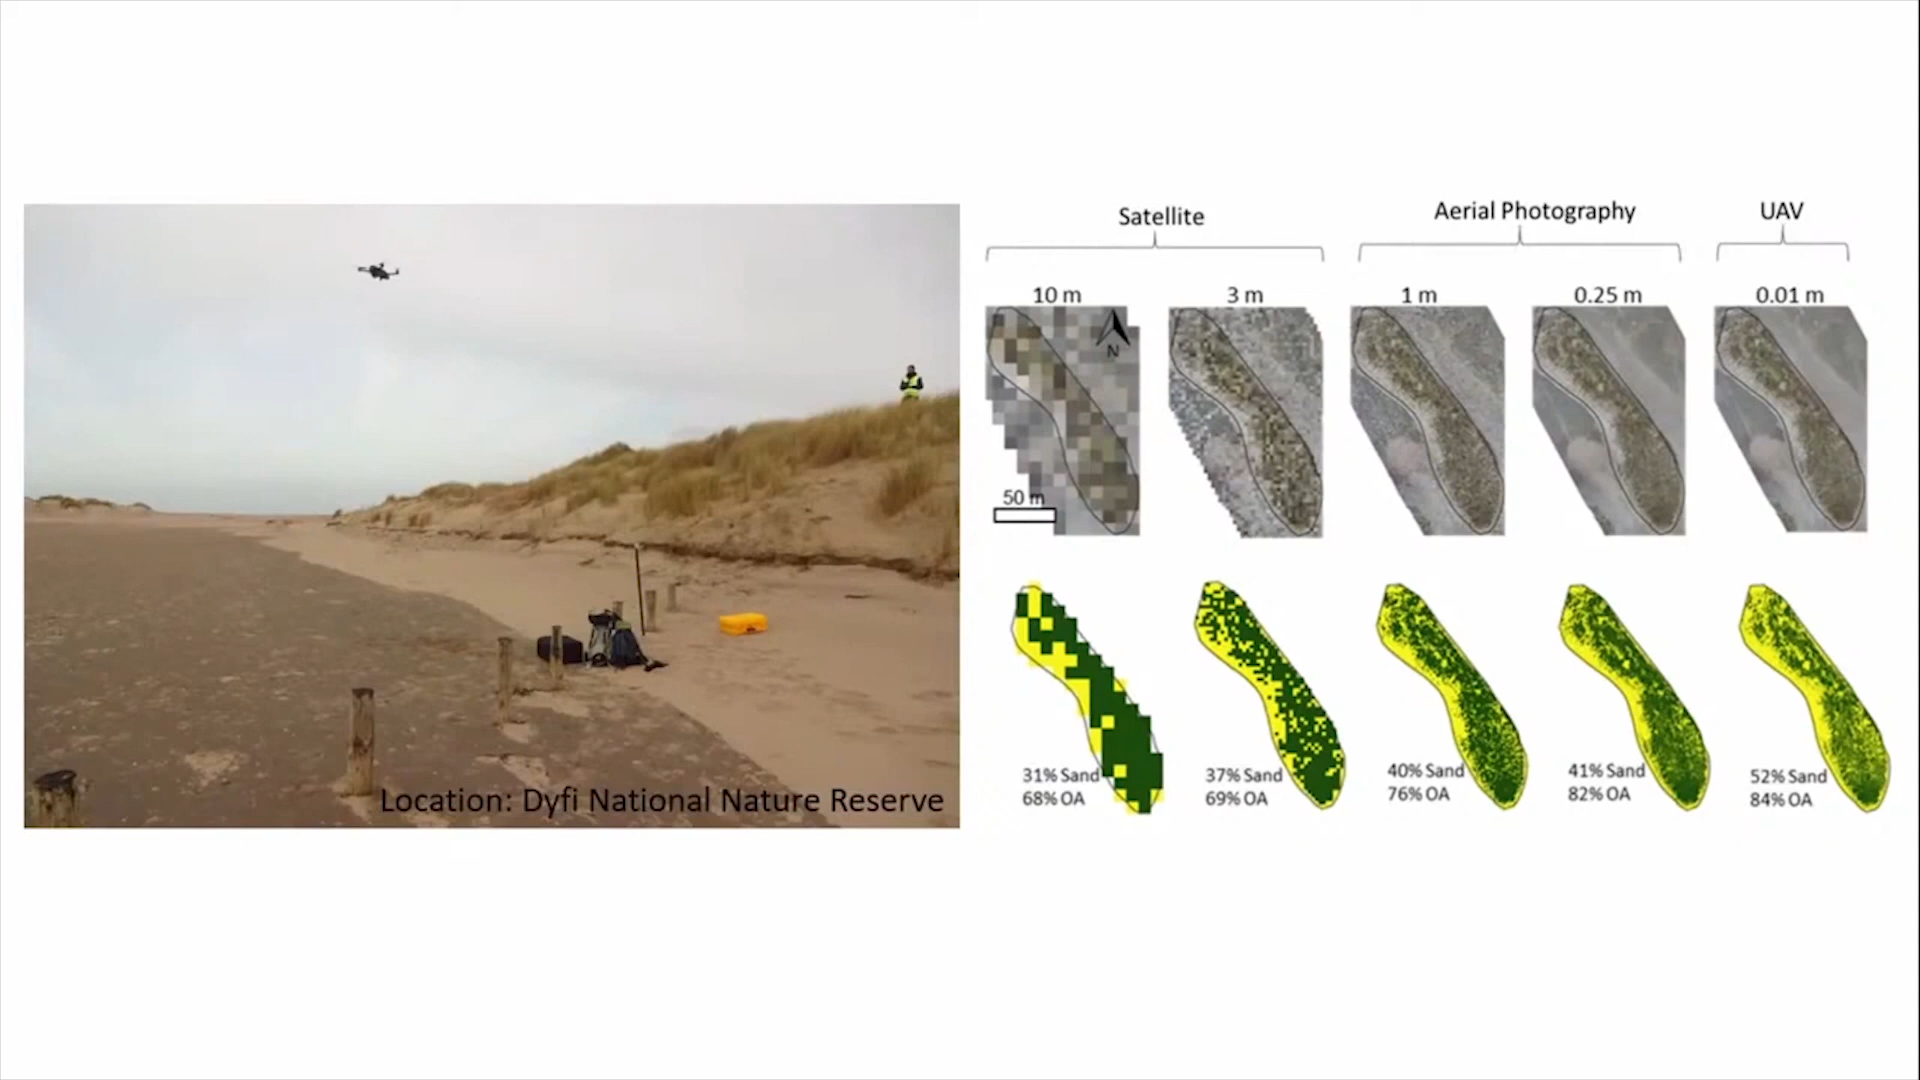 Location: Dyfi National Nature Reserve
Satellite
Aerial Photography
UAV
10 m
3 m
1 m
0.25 m
0.01 m
N
50 m
31% Sand
68% OA
37% Sand
69% OA
40% Sand
76% OA
41% Sand
82% OA
52% Sand
84% OA